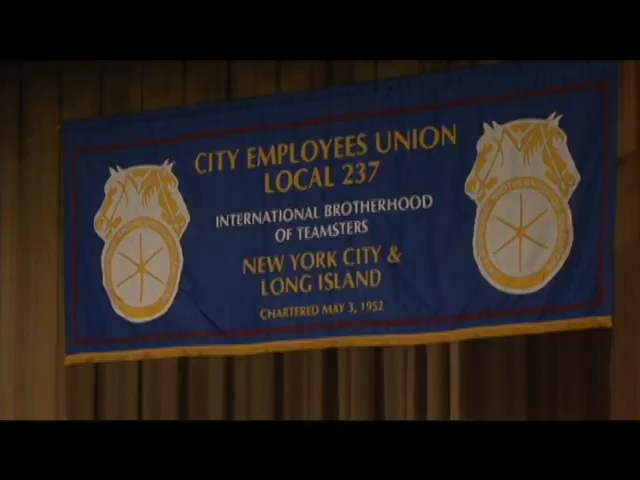 CITY EMPLOYEES UNION
LOCAL 237
INTERNATIONAL BROTHERHOOD
OF TEAMSTERS
NEW YORK CITY &
LONG ISLAND
CHARTERED MAY 3, 1952